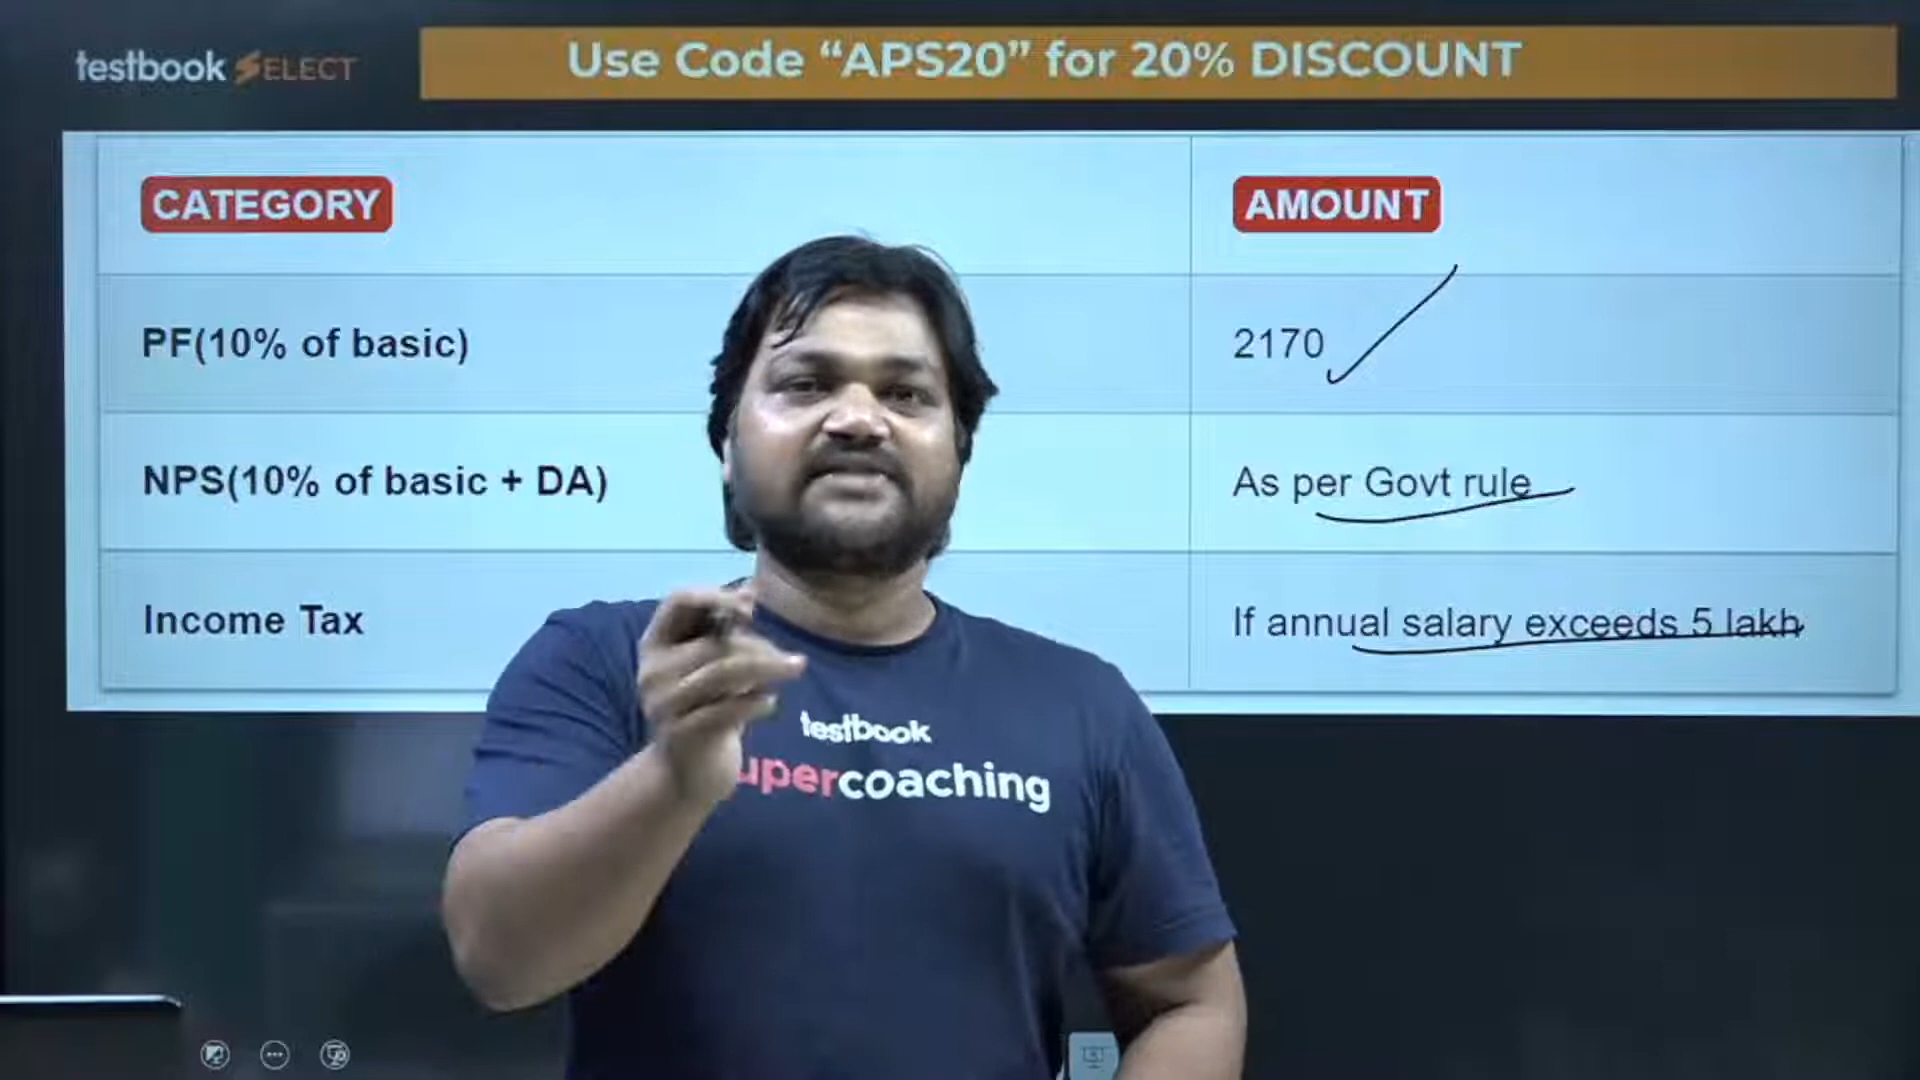 testbook SELECT
Use Code “APS20” for 20% DISCOUNT
CATEGORY
AMOUNT
PF(10% of basic)
2170
NPS(10% of basic + DA)
As per Govt rule
Income Tax
If annual salary exceeds 5 lakh
testbook
upercoaching